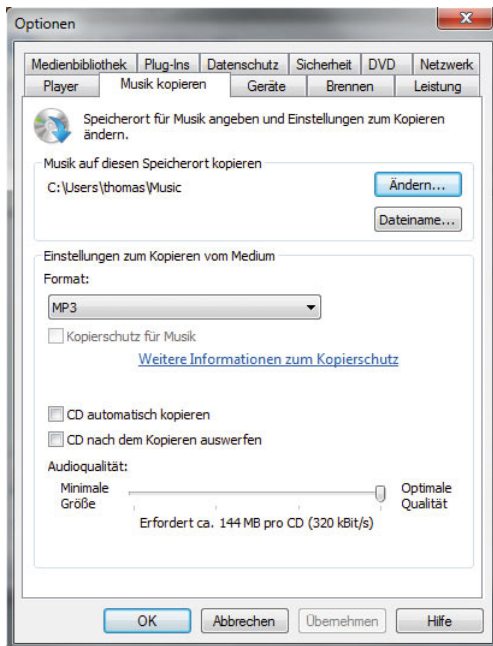 Optionen
Medienbibliothek Plug-Ins Datenschutz Sicherheit DVD Netzwerk
Player Musik kopieren Geräte Brennen Leistung
Speicherort für Musik angeben und Einstellungen zum Kopieren
ändern.
Musik auf diesen Speicherort kopieren
C:\Users\thomas\Music
Ändern...
Dateiname...
Einstellungen zum Kopieren vom Medium
Format:
MP3
Kopierschutz für Musik
Weitere Informationen zum Kopierschutz
CD automatisch kopieren
CD nach dem Kopieren auswerfen
Audioqualität:
Minimale Optimale
Größe Qualität
Erfordert ca. 144 MB pro CD (320 kBit/s)
OK Abbrechen Übernehmen Hilfe